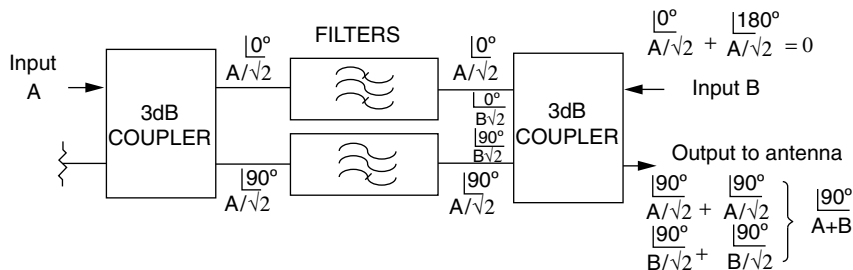 FILTERS
Input
A
3dB
COUPLER
0º
A/√2
90º
A/√2
0º
A/√2
0º
B√2
90º
B√2
90º
A/√2
3dB
COUPLER
0º 180º
A/√2 + A/√2 = 0
Input B
Output to antenna
90º 90º
A/√2 + A/√2
90º 90º
B/√2 + B/√2
90º
A+B